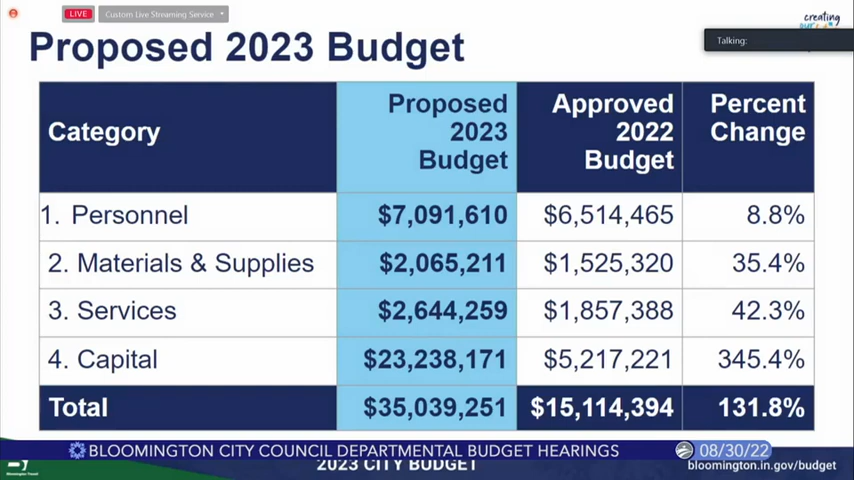 LIVE
Custom Live Streaming Service
creating
Talking:
Proposed 2023 Budget
Category
Proposed 2023 Budget
Approved 2022 Budget
Percent Change
1. Personnel $7,091,610 $6,514,465 8.8%
2. Materials & Supplies $2,065,211 $1,525,320 35.4%
3. Services $2,644,259 $1,857,388 42.3%
4. Capital $23,238,171 $5,217,221 345.4%
Total $35,039,251 $15,114,394 131.8%
BLOOMINGTON CITY COUNCIL DEPARTMENTAL BUDGET HEARINGS 08/30/22
Bloomington Transit
2023 CITY BUDGET
bloomington.in.gov/budget